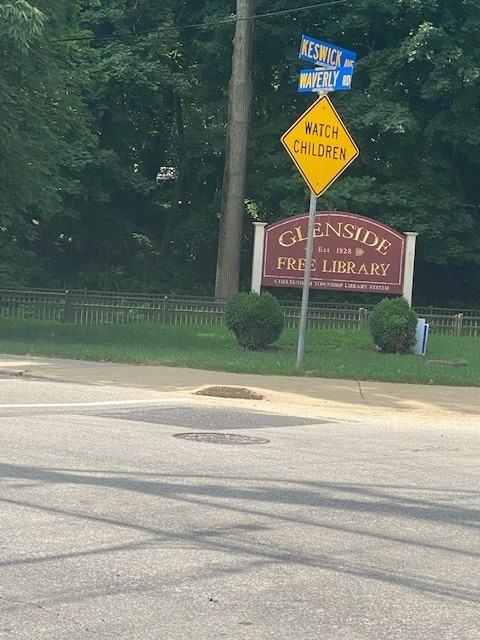 KESWICK AVE
WAVERLY RD
WATCH
CHILDREN
GLENSIDE
Est 1928
FREE LIBRARY
CHELTENHAM TOWNSHIP LIBRARY SYSTEM